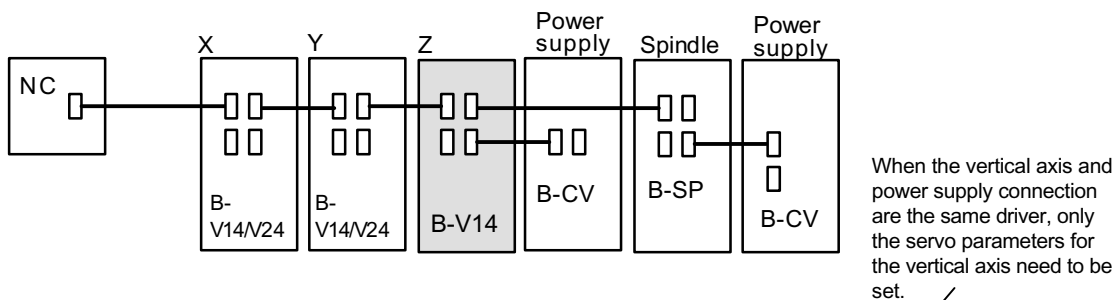 Power
supply
Spindle
Power
supply
X
Y
Z
NC
B-
V14/V24
B-
V14/V24
B-V14
B-CV
B-SP
B-CV
When the vertical axis and
power supply connection
are the same driver, only
the servo parameters for
the vertical axis need to be
set.